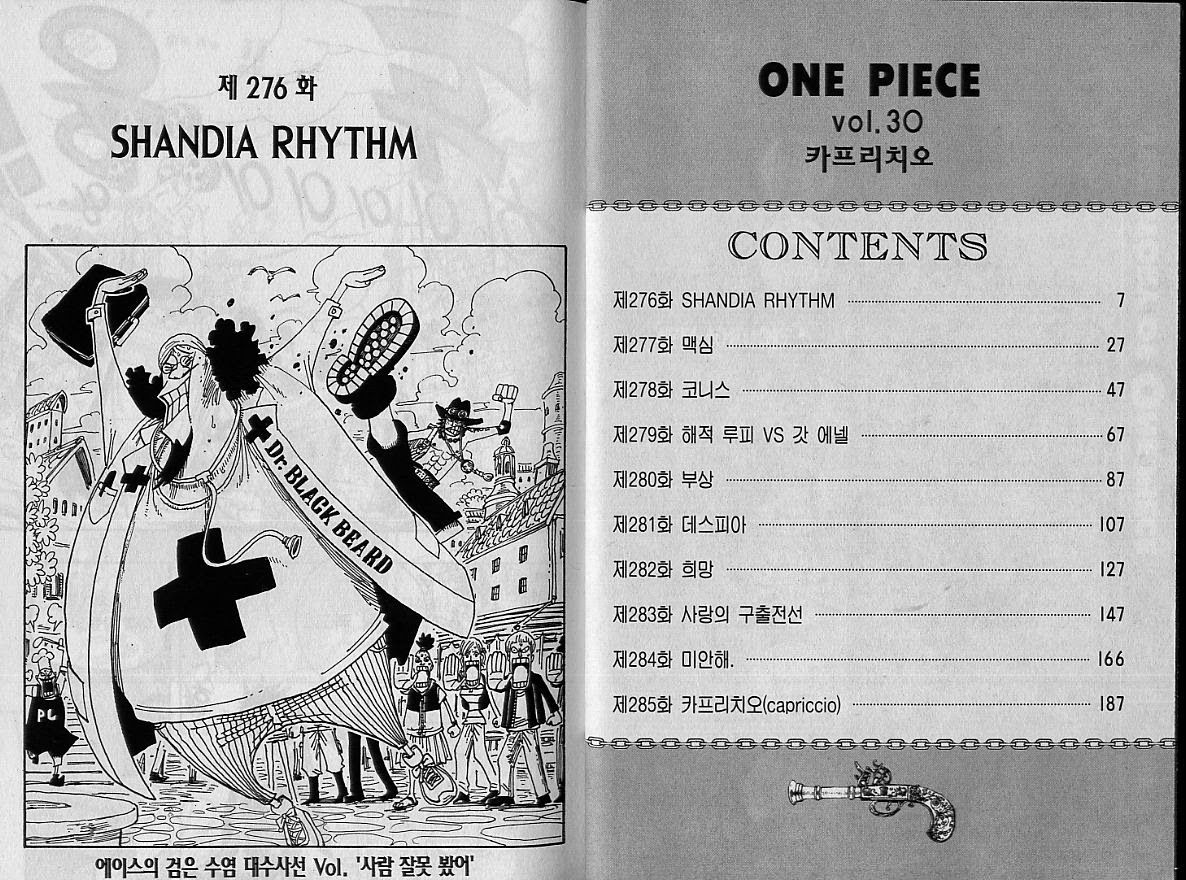 제 276 화
SHANDIA RHYTHM
Dr. BLACK BEARD
PL
에이스의 검은 수염 대수사선 Vol. '사람 잘못 봤어'
ONE PIECE
vol.30
카프리치오
CONTENTS
제276화 SHANDIA RHYTHM 7
제277화 맥심 27
제278화 코니스 47
제279화 해적 루피 VS 갓 에넬 67
제280화 부상 87
제281화 데스피아 107
제282화 희망 127
제283화 사랑의 구출전선 147
제284화 미안해. 166
제285화 카프리치오(capriccio) 187